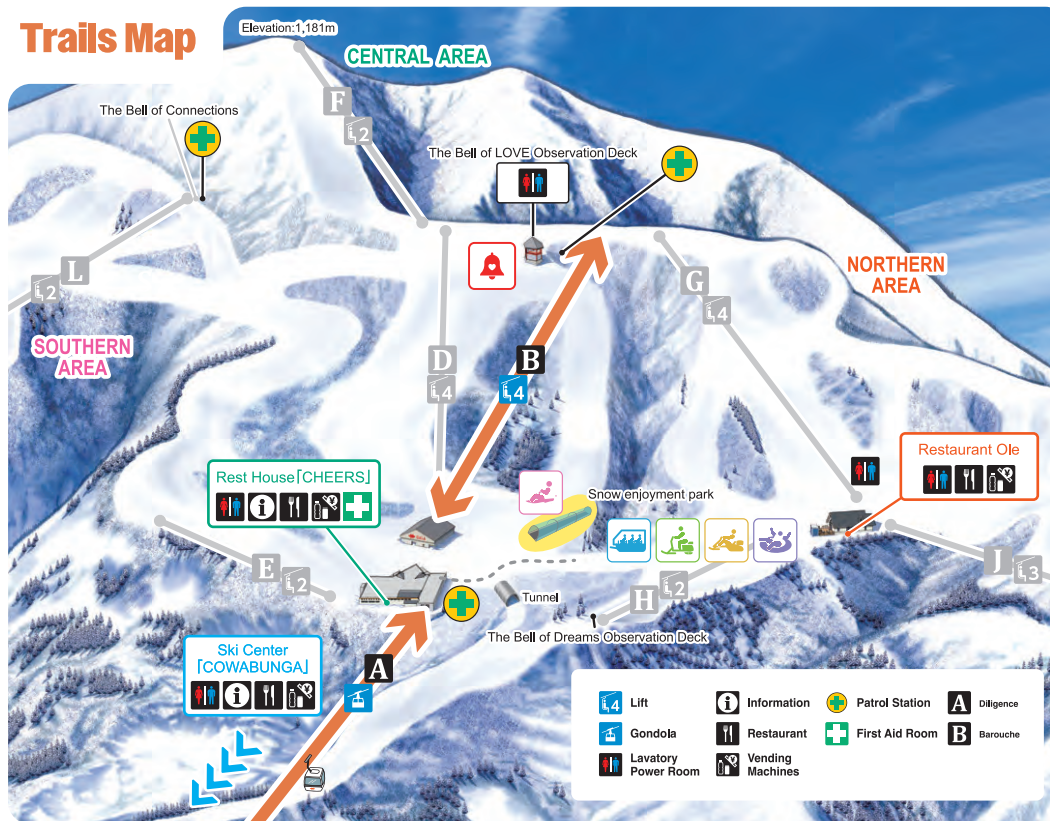 Trails Map
Elevation:1,181m
CENTRAL AREA
The Bell of Connections
F
2
The Bell of LOVE Observation Deck
L
2
G
4
NORTHERN
AREA
SOUTHERN
AREA
D
4
B
4
Rest House「CHEERS」
Snow enjoyment park
Restaurant Ole
E
2
Tunnel
H
2
J
3
The Bell of Dreams Observation Deck
Ski Center
「COWABUNGA」
A
4 Lift
Gondola
Lavatory
Power Room
Information
Restaurant
Vending
Machines
Patrol Station
First Aid Room
A Diligence
B Barouche